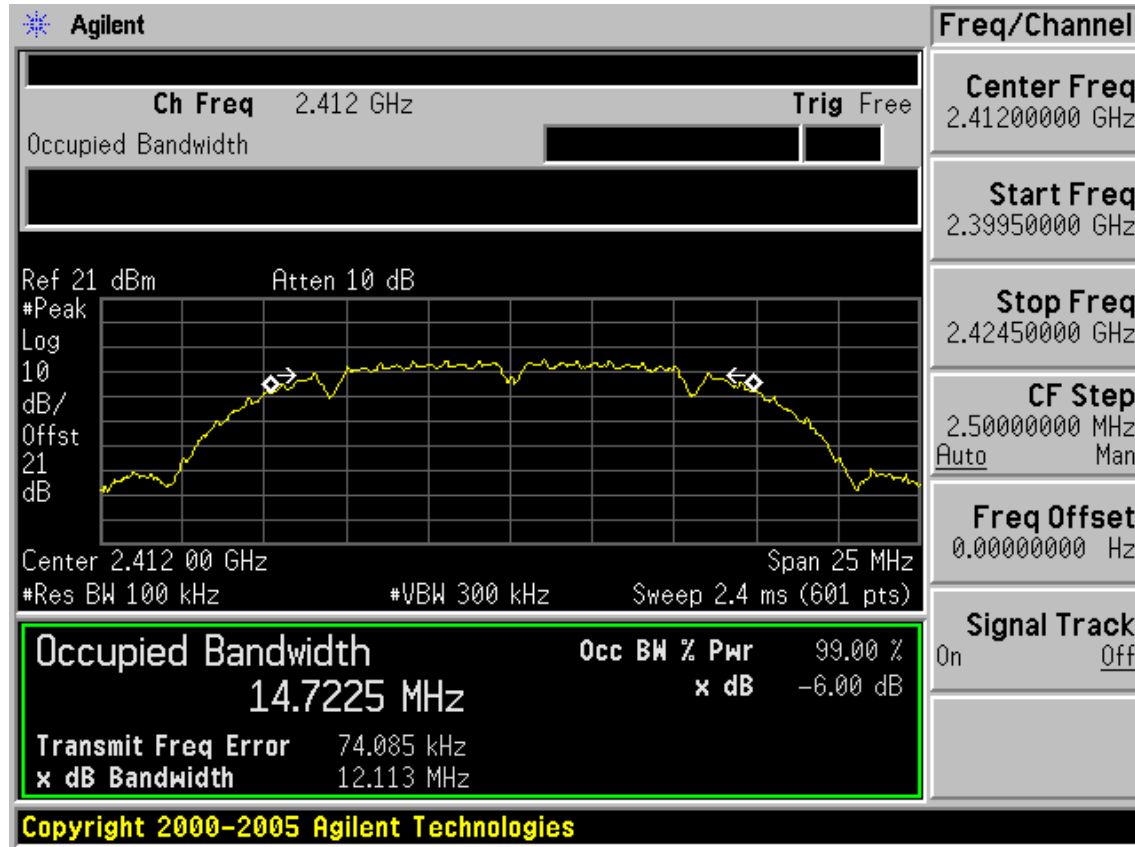 Agilent
Freq/Channel
Ch Freq 2.412 GHz Trig Free
Occupied Bandwidth
Center Freq
2.41200000 GHz
Start Freq
2.39950000 GHz
Stop Freq
2.42450000 GHz
CF Step
2.50000000 MHz
Auto Man
Freq Offset
0.00000000 Hz
Signal Track
On Off
Ref 21 dBm Atten 10 dB
#Peak
Log
10
dB/
Offst
21
dB
Center 2.412 00 GHz Span 25 MHz
#Res BW 100 kHz #VBW 300 kHz Sweep 2.4 ms (601 pts)
Occupied Bandwidth Occ BW % Pwr 99.00 %
14.7225 MHz x dB -6.00 dB
Transmit Freq Error 74.085 kHz
x dB Bandwidth 12.113 MHz
Copyright 2000-2005 Agilent Technologies